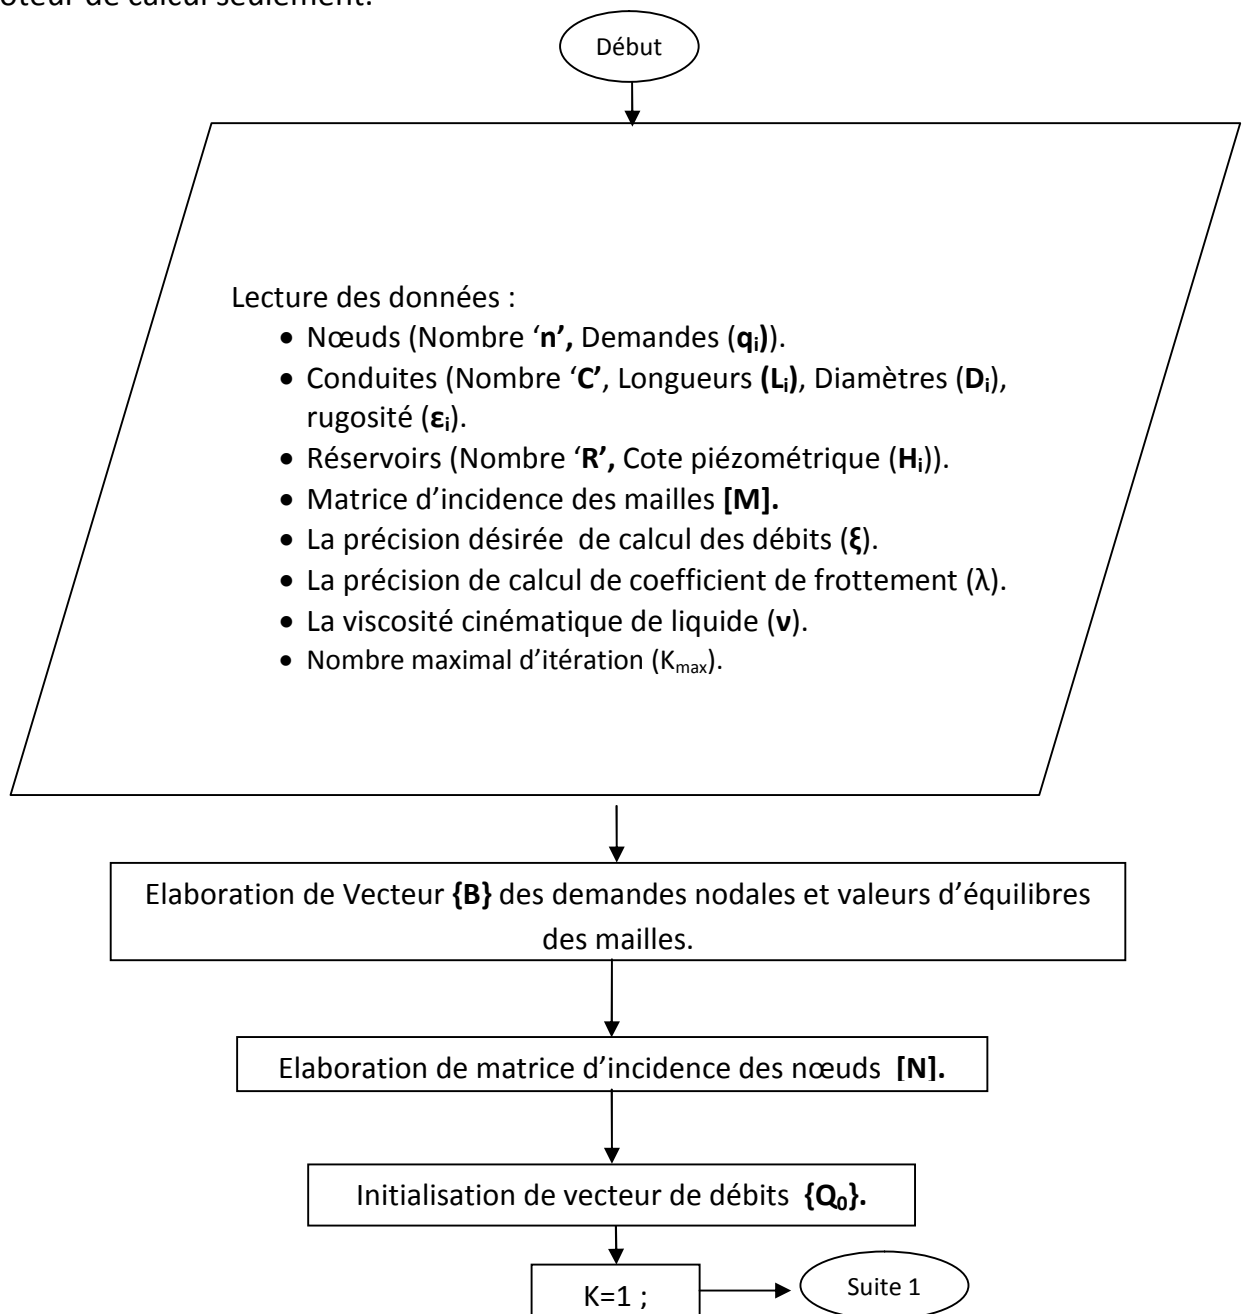 oteur de calcul seulement.
Début
Lecture des données :
• Nœuds (Nombre ‘n’, Demandes (qi)).
• Conduites (Nombre ‘C’, Longueurs (Li), Diamètres (Di),
rugosité (εi).
• Réservoirs (Nombre ‘R’, Cote piézométrique (Hi)).
• Matrice d’incidence des mailles [M].
• La précision désirée de calcul des débits (ξ).
• La précision de calcul de coefficient de frottement (λ).
• La viscosité cinématique de liquide (ν).
• Nombre maximal d’itération (Kmax).
Elaboration de Vecteur {B} des demandes nodales et valeurs d’équilibres
des mailles.
Elaboration de matrice d’incidence des nœuds [N].
Initialisation de vecteur de débits {Q0}.
K=1 ;
Suite 1